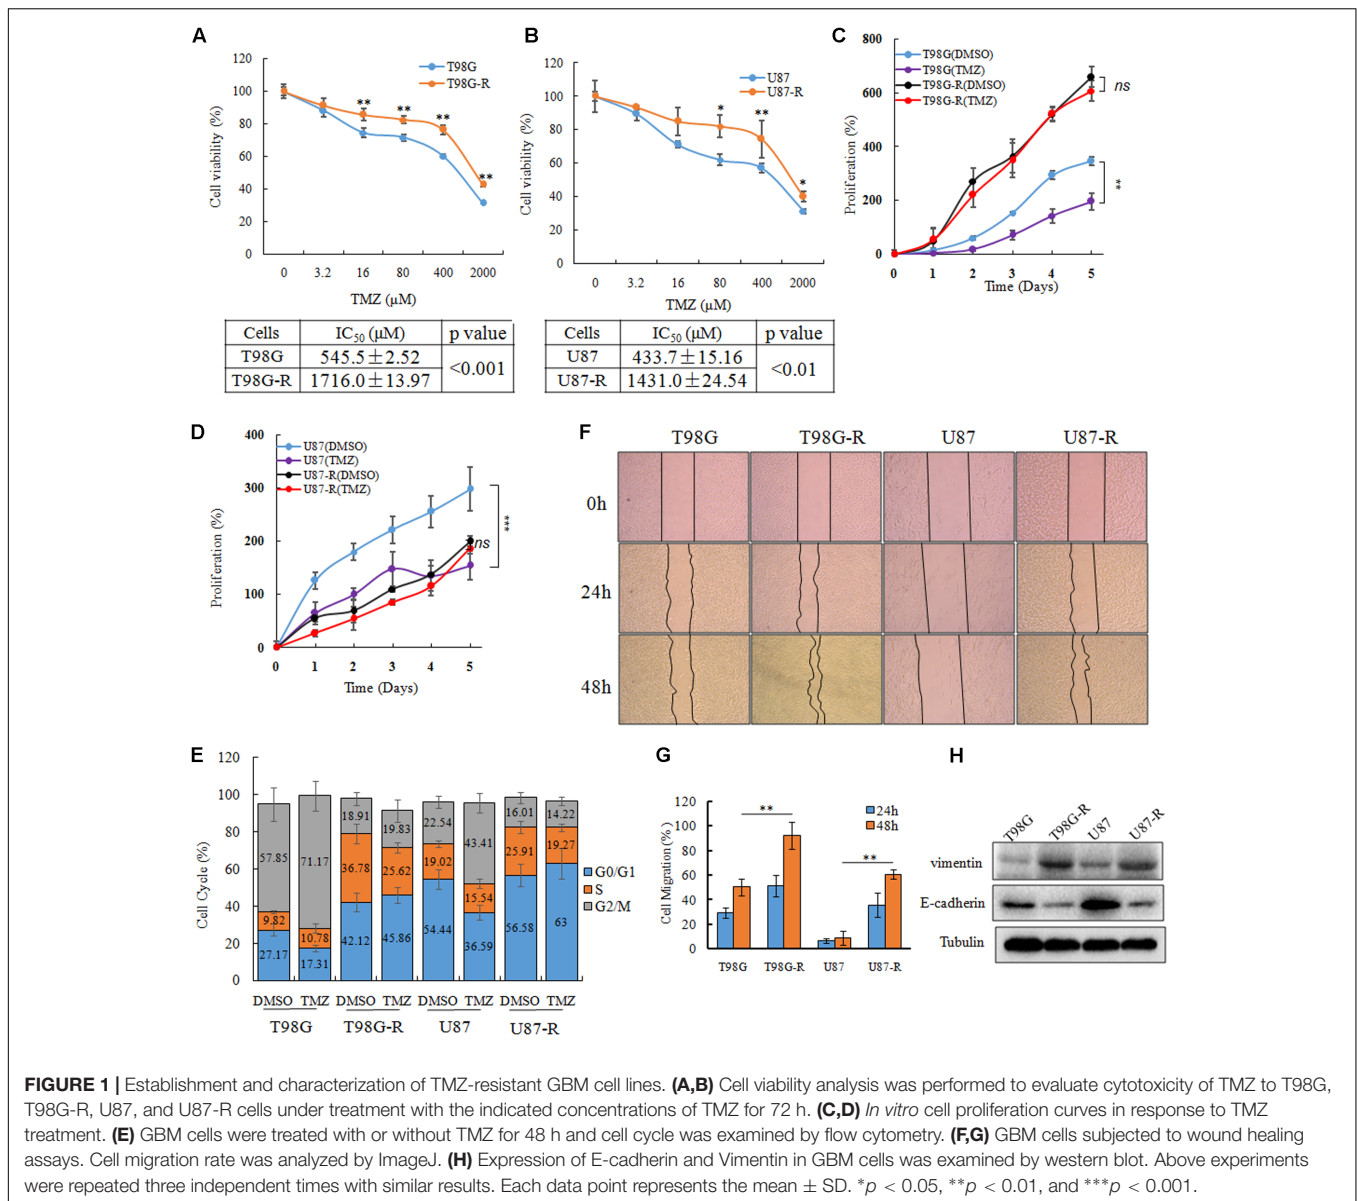 A
120
100
80
60
40
20
0
Cell viability (%)
T98G
T98G-R
**
**
**
**
0 3.2 16 80 400 2000
TMZ (μM)
Cells IC50 (μM) p value
T98G 545.5±2.52 <0.001
T98G-R 1716.0±13.97
B
120
100
80
60
40
20
0
Cell viability (%)
U87
U87-R
*
**
*
0 3.2 16 80 400 2000
TMZ (μM)
Cells IC50 (μM) p value
U87 433.7±15.16 <0.01
U87-R 1431.0±24.54
C
800
600
400
200
0
Proliferation (%)
T98G(DMSO)
T98G(TMZ)
T98G-R(DMSO)
T98G-R(TMZ)
ns
**
0 1 2 3 4 5
Time (Days)
D
400
300
200
100
0
Proliferation (%)
U87(DMSO)
U87(TMZ)
U87-R(DMSO)
U87-R(TMZ)
***
ns
0 1 2 3 4 5
Time (Days)
F
T98G T98G-R U87 U87-R
0h
24h
48h
E
120
100
80
60
40
20
0
Cell Cycle (%)
57.85 71.17 18.91 19.83 22.54 43.41 16.01 14.22
9.82 10.78 36.78 25.62 19.02 15.54 25.91 19.27
27.17 17.31 42.12 45.86 54.44 36.59 56.58 63
G0/G1
S
G2/M
DMSO TMZ DMSO TMZ DMSO TMZ DMSO TMZ
T98G T98G-R U87 U87-R
G
120
100
80
60
40
20
0
Cell Migration (%)
**
**
24h
48h
T98G T98G-R U87 U87-R
H
T98G T98G-R U87 U87-R
vimentin
E-cadherin
Tubulin
FIGURE 1 | Establishment and characterization of TMZ-resistant GBM cell lines. (A,B) Cell viability analysis was performed to evaluate cytotoxicity of TMZ to T98G,
T98G-R, U87, and U87-R cells under treatment with the indicated concentrations of TMZ for 72 h. (C,D) In vitro cell proliferation curves in response to TMZ
treatment. (E) GBM cells were treated with or without TMZ for 48 h and cell cycle was examined by flow cytometry. (F,G) GBM cells subjected to wound healing
assays. Cell migration rate was analyzed by ImageJ. (H) Expression of E-cadherin and Vimentin in GBM cells was examined by western blot. Above experiments
were repeated three independent times with similar results. Each data point represents the mean ± SD. *p < 0.05, **p < 0.01, and ***p < 0.001.